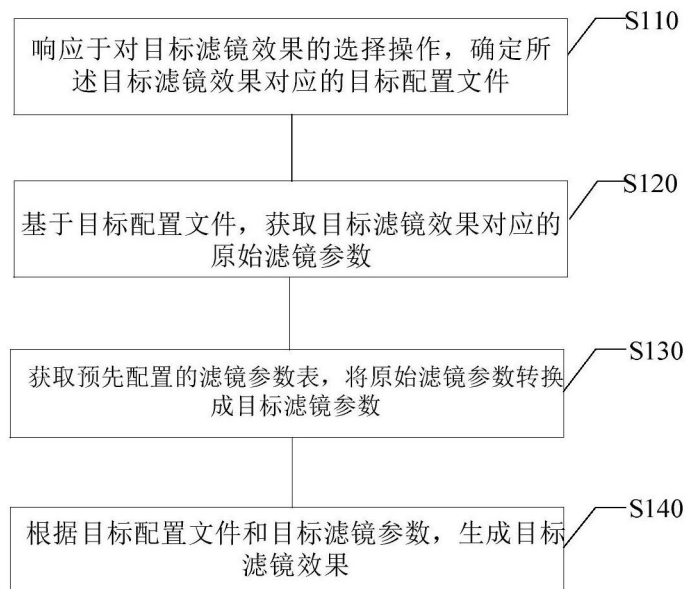 S110
响应于对目标滤镜效果的选择操作，确定所
述目标滤镜效果对应的目标配置文件
S120
基于目标配置文件，获取目标滤镜效果对应的
原始滤镜参数
S130
获取预先配置的滤镜参数表，将原始滤镜参数转换
成目标滤镜参数
S140
根据目标配置文件和目标滤镜参数，生成目标
滤镜效果